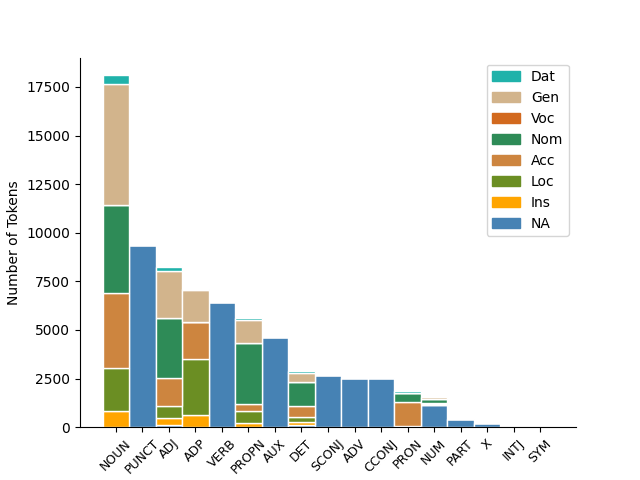 17500
15000
12500
10000
7500
5000
2500
0
Number of Tokens
Dat
Gen
Voc
Nom
Acc
Loc
Ins
NA
NOUN
PUNCT
ADJ
ADP
VERB
PROPN
AUX
DET
SCONJ
ADV
CCONJ
PRON
NUM
PART
X
INTJ
SYM